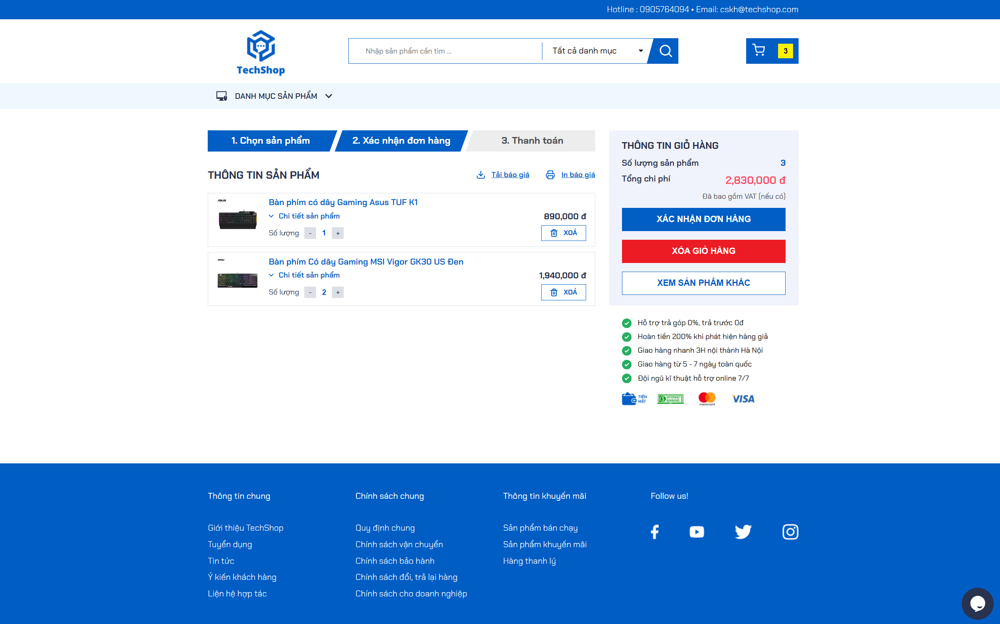 Hotline : 0905764094 • Email: cskh@techshop.com
TechShop
Nhập sản phẩm cần tìm ...
Tất cả danh mục
3
DANH MỤC SẢN PHẨM
1. Chọn sản phẩm
2. Xác nhận đơn hàng
3. Thanh toán
THÔNG TIN SẢN PHẨM
Tải báo giá
In báo giá
ASUS
Bàn phím có dây Gaming Asus TUF K1
Chi tiết sản phẩm
890,000 đ
Số lượng - 1 +
XOÁ
msi
Bàn phím Có dây Gaming MSI Vigor GK30 US Đen
Chi tiết sản phẩm
1,940,000 đ
Số lượng - 2 +
XOÁ
THÔNG TIN GIỎ HÀNG
Số lượng sản phẩm 3
Tổng chi phí 2,830,000 đ
Đã bao gồm VAT (nếu có)
XÁC NHẬN ĐƠN HÀNG
XÓA GIỎ HÀNG
XEM SẢN PHẨM KHÁC
Hỗ trợ trả góp 0%, trả trước 0đ
Hoàn tiền 200% khi phát hiện hàng giả
Giao hàng nhanh 3H nội thành Hà Nội
Giao hàng từ 5 - 7 ngày toàn quốc
Đội ngũ kĩ thuật hỗ trợ online 7/7
TIỀN MẶT
INTERNET BANKING
mastercard
VISA
Thông tin chung
Giới thiệu TechShop
Tuyển dụng
Tin tức
Ý kiến khách hàng
Liện hệ hợp tác
Chính sách chung
Quy định chung
Chính sách vận chuyển
Chính sách bảo hành
Chính sách đổi, trả lại hàng
Chính sách cho doanh nghiệp
Thông tin khuyến mãi
Sản phẩm bán chạy
Sản phẩm khuyến mãi
Hàng thanh lý
Follow us!